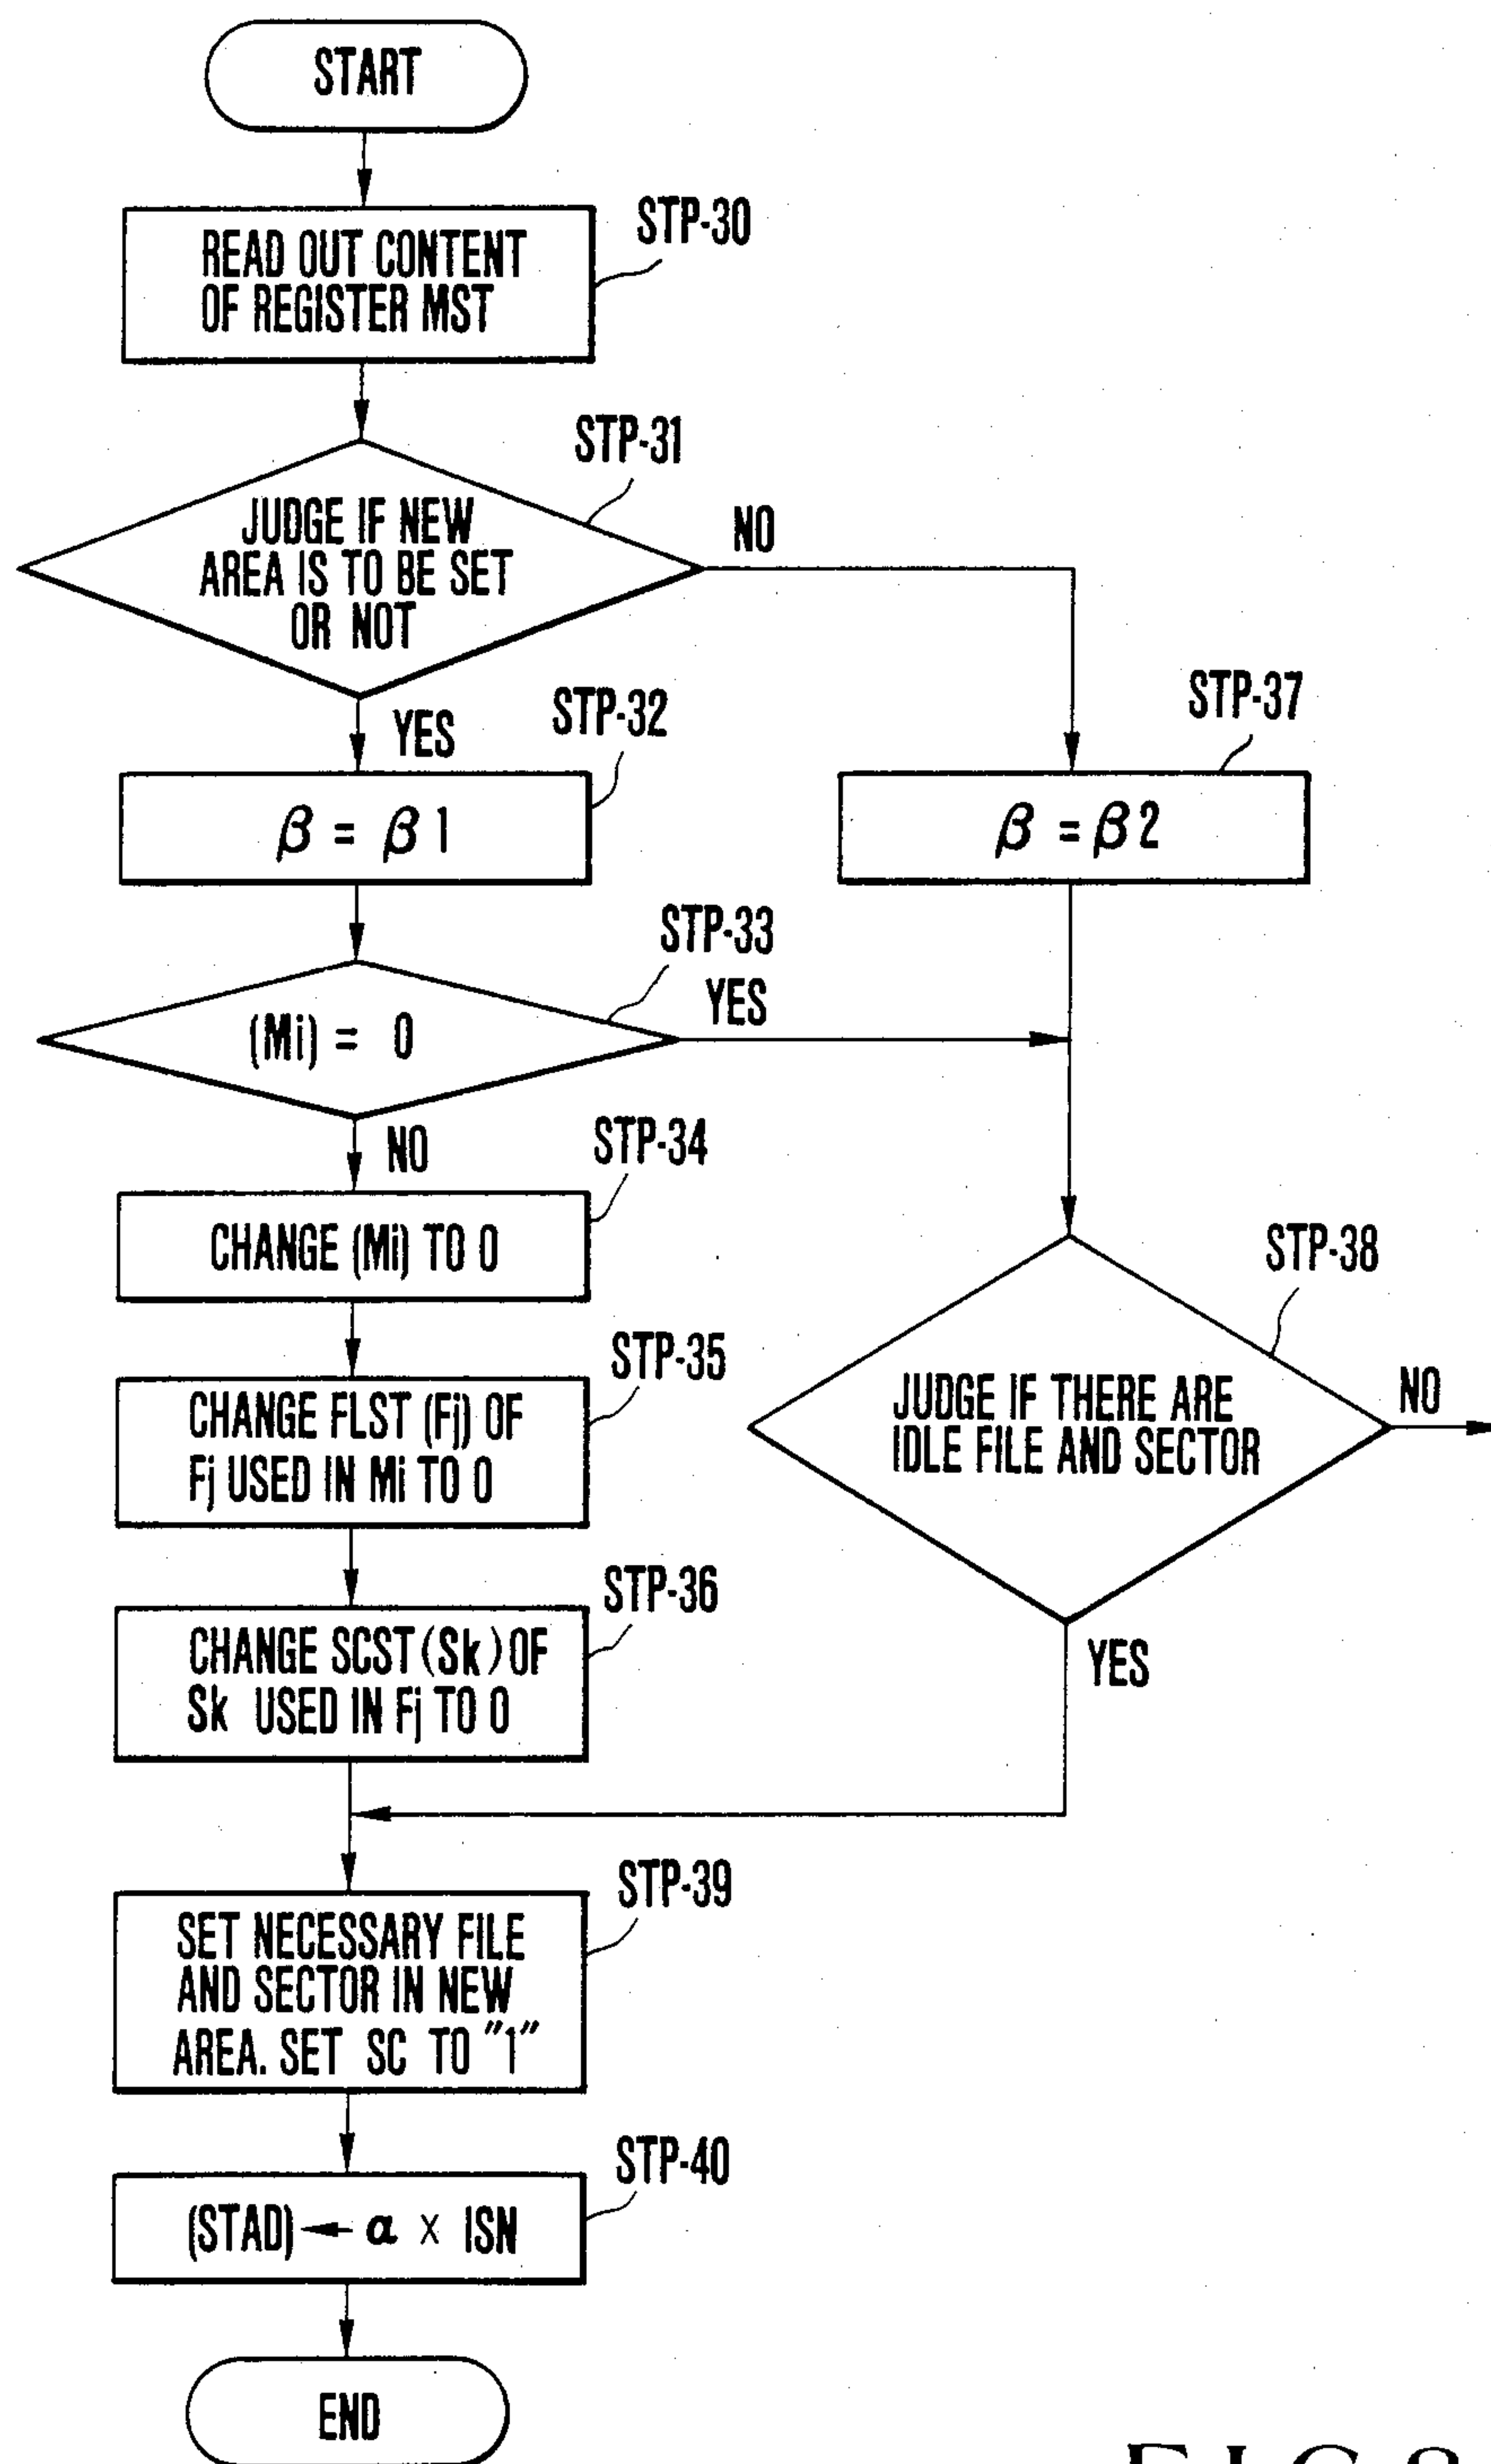 START
STP-30
READ OUT CONTENT
OF REGISTER MST
STP-31
JUDGE IF NEW
AREA IS TO BE SET
OR NOT
NO
YES
STP-32
β = β1
STP-37
β = β2
STP-33
(Mi) = 0
YES
NO
STP-34
CHANGE (Mi) TO 0
STP-35
CHANGE FLST (Fj) OF
Fj USED IN Mi TO 0
STP-38
JUDGE IF THERE ARE
IDLE FILE AND SECTOR
NO
YES
STP-36
CHANGE SCST (Sk) OF
Sk USED IN Fj TO 0
STP-39
SET NECESSARY FILE
AND SECTOR IN NEW
AREA. SET SC TO "1"
STP-40
(STAD) ← α × ISN
END
FIG.8